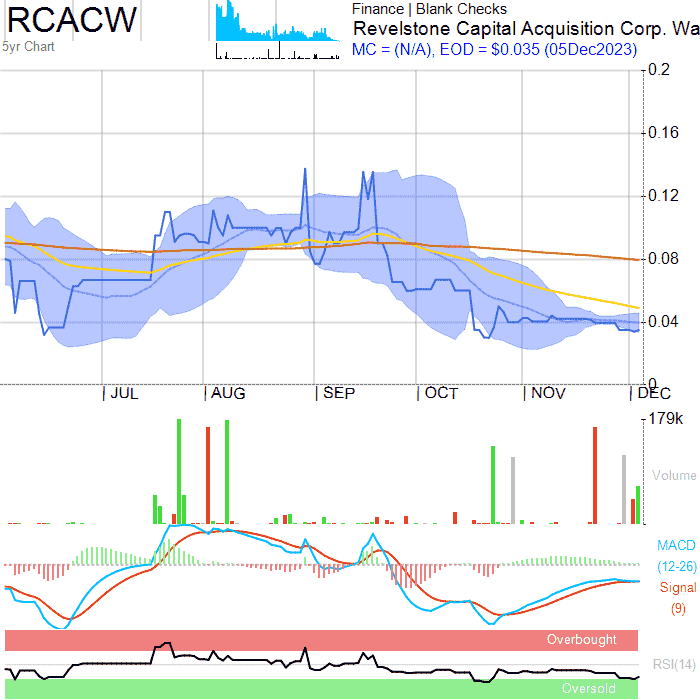 RCACW
5yr Chart
Finance | Blank Checks
Revelstone Capital Acquisition Corp. Wa
MC = (N/A), EOD = $0.035 (05Dec2023)
0.2
0.16
0.12
0.08
0.04
0
JUL AUG SEP OCT NOV DEC
179k
Volume
MACD
(12-26)
Signal
(9)
Overbought
RSI(14)
Oversold